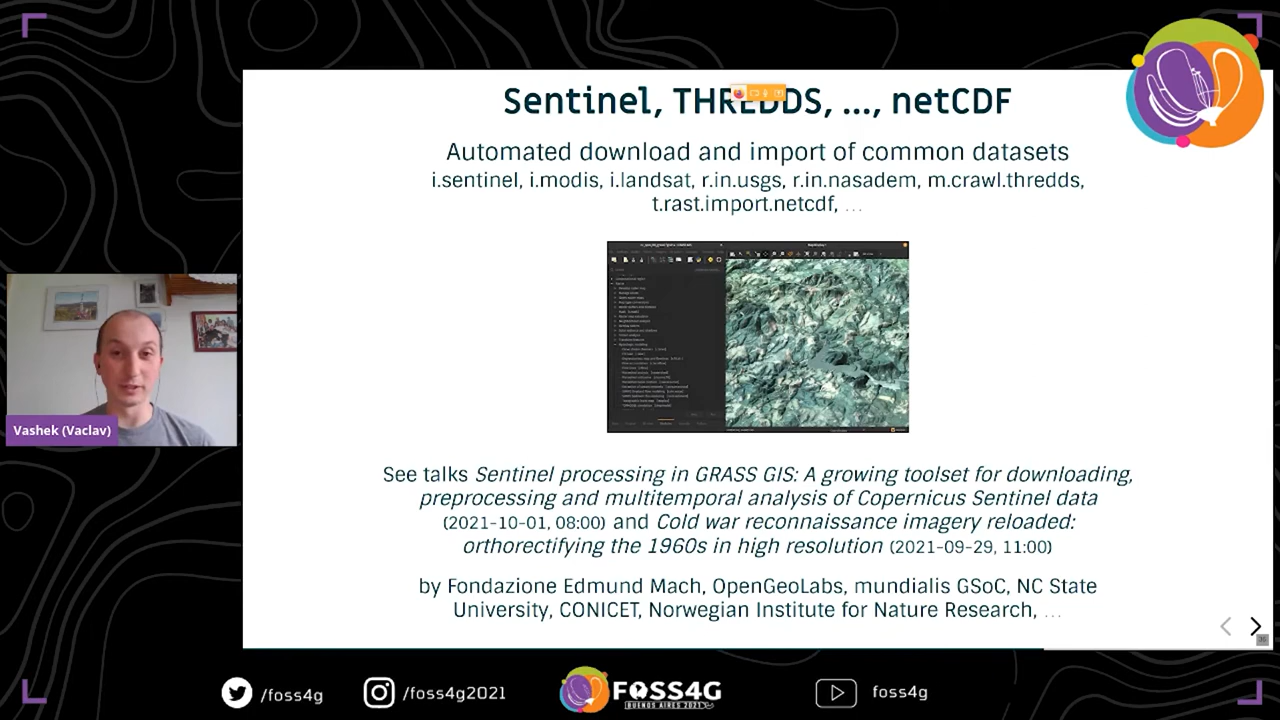 Sentinel, THREDDS, ..., netCDF
Automated download and import of common datasets
i.sentinel, i.modis, i.landsat, r.in.usgs, r.in.nasadem, m.crawl.thredds,
t.rast.import.netcdf, ...
Vashek (Vaclav)
See talks Sentinel processing in GRASS GIS: A growing toolset for downloading,
preprocessing and multitemporal analysis of Copernicus Sentinel data
(2021-10-01, 08:00) and Cold war reconnaissance imagery reloaded:
orthorectifying the 1960s in high resolution (2021-09-29, 11:00)
by Fondazione Edmund Mach, OpenGeoLabs, mundialis GSoC, NC State
University, CONICET, Norwegian Institute for Nature Research, ...
/foss4g
/foss4g2021
FOSS4G
BUENOS AIRES 2021
foss4g